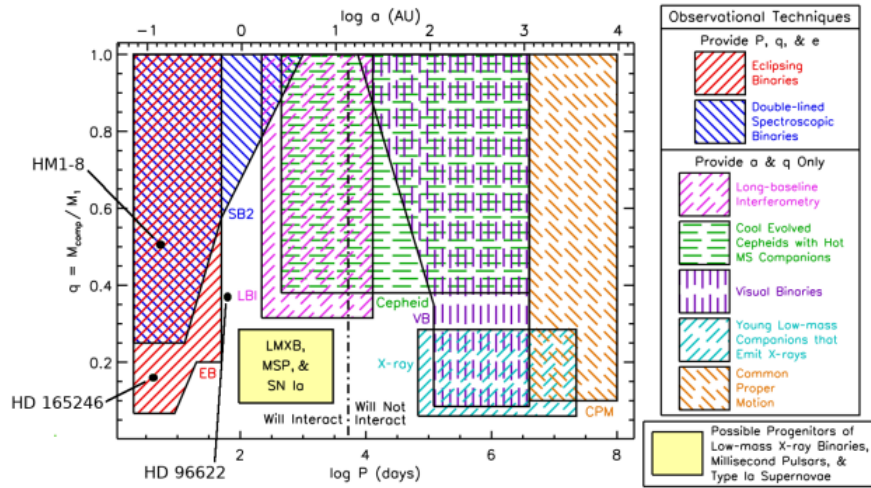 log a (AU)
−1 0 1 2 3 4
1.0
0.8
0.6
0.4
0.2
q = Mcomp/M1
HM1-8
HD 165246
HD 96622
SB2
LBI
EB
Cepheid
VB
X-ray
CPM
LMXB,
MSP, &
SN Ia
Will Interact
Will Not
Interact
2 4 6 8
log P (days)
Observational Techniques
Provide P, q, & e
Eclipsing
Binaries
Double-lined
Spectroscopic
Binaries
Provide a & q Only
Long-baseline
Interferometry
Cool Evolved
Cepheids with Hot
MS Companions
Visual Binaries
Young Low-mass
Companions that
Emit X-rays
Common
Proper
Motion
Possible Progenitors of
Low-mass X-ray Binaries,
Millisecond Pulsars, &
Type Ia Supernovae